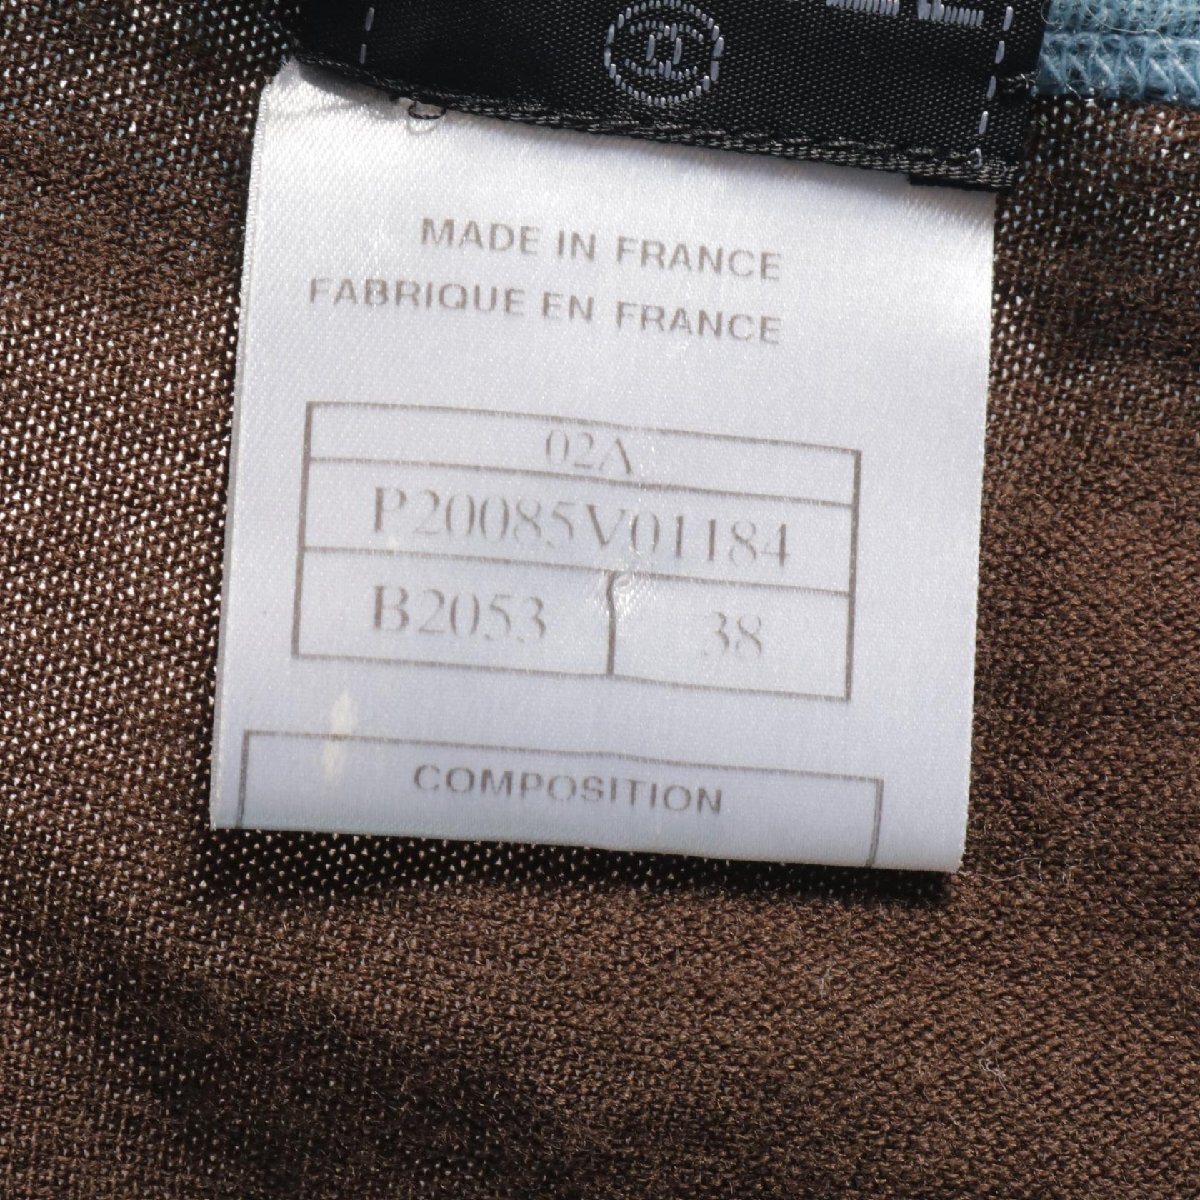 MADE IN FRANCE
FABRIQUE EN FRANCE
02A
P20085V01184
B2053 38
COMPOSITION